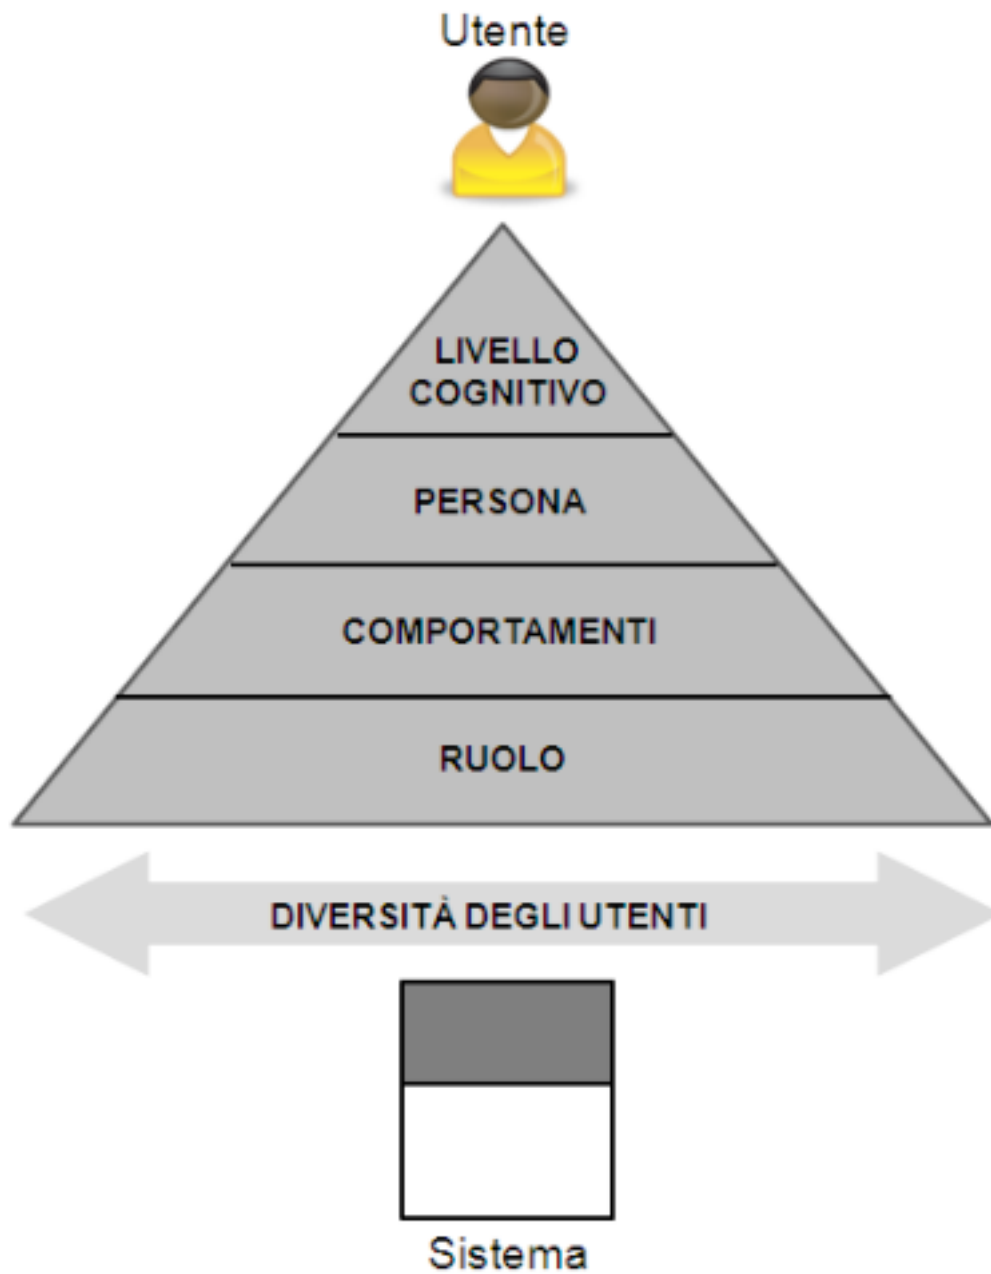 Utente
LIVELLO
COGNITIVO
PERSONA
COMPORTAMENTI
RUOLO
DIVERSITÀ DEGLI UTENTI
Sistema